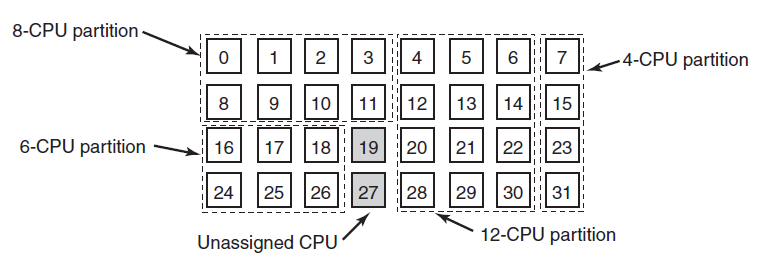 8-CPU partition
0 1 2 3 4 5 6 7
4-CPU partition
8 9 10 11 12 13 14 15
6-CPU partition
16 17 18 19 20 21 22 23
24 25 26 27 28 29 30 31
Unassigned CPU
12-CPU partition